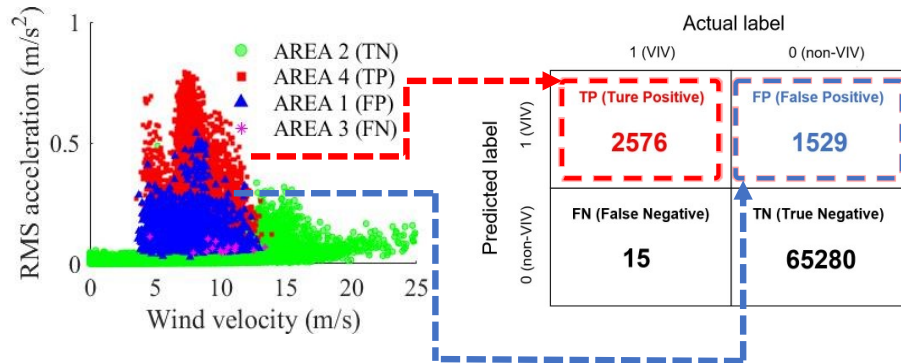 1
0.5
0
RMS acceleration (m/s²)
0 5 10 15 20 25
Wind velocity (m/s)
AREA 2 (TN)
AREA 4 (TP)
AREA 1 (FP)
AREA 3 (FN)
Actual label
1 (VIV) 0 (non-VIV)
Predicted label
1 (VIV)
0 (non-VIV)
TP (Ture Positive)
2576
FP (False Positive)
1529
FN (False Negative)
15
TN (True Negative)
65280